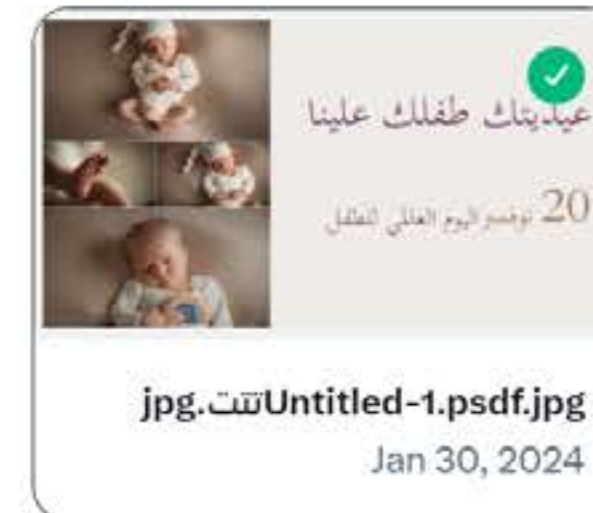 عيديتك طفلك علينا
20 نوفمبر اليوم العالمي للطفل
jpg.تتتUntitled-1.psdf.jpg
Jan 30, 2024